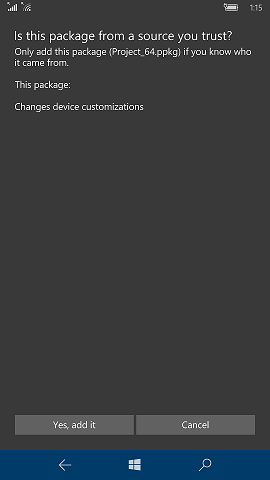 1:15
Is this package from a source you trust?
Only add this package (Project_64.ppkg) if you know who
it came from.
This package:
Changes device customizations
Yes, add it
Cancel